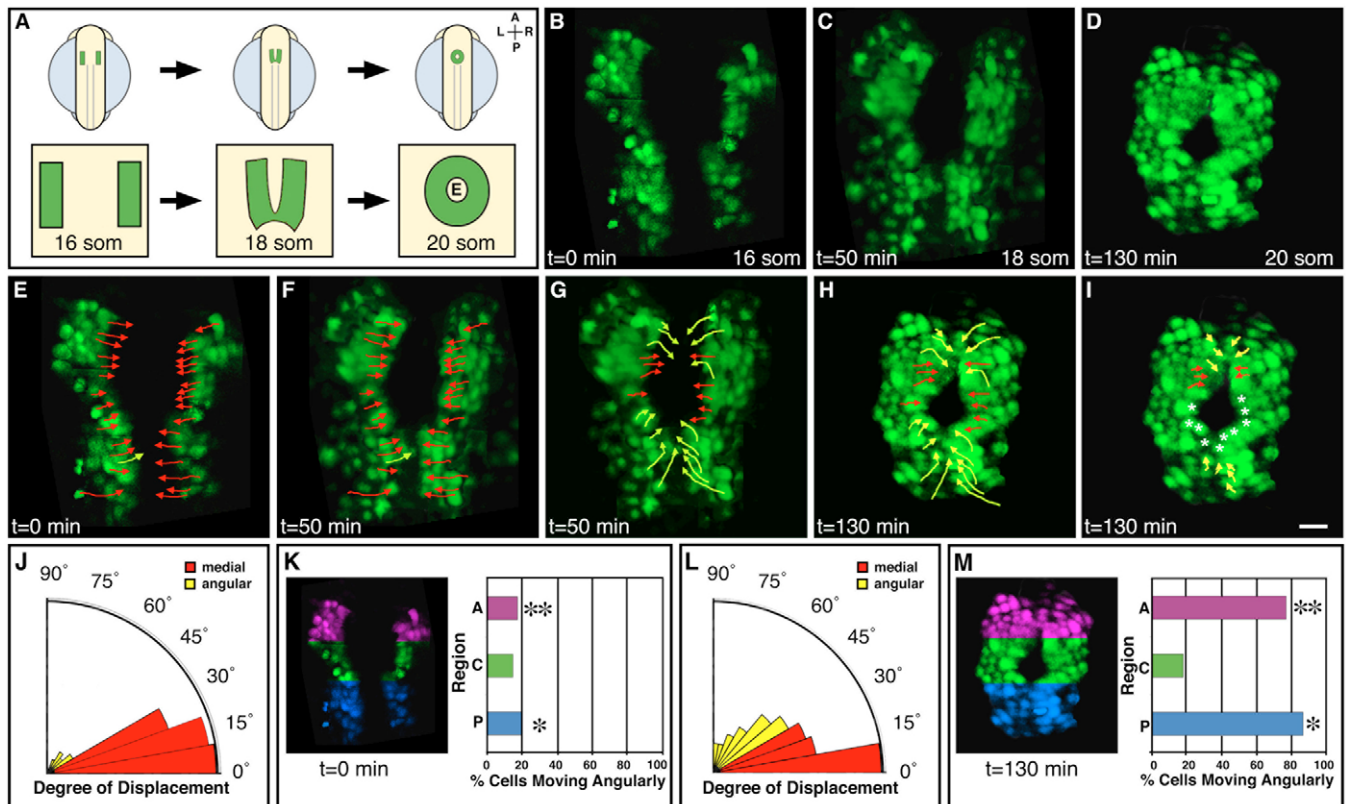 A
A
L R
P
16 som
18 som
E
20 som
B
t=0 min 16 som
C
t=50 min 18 som
D
t=130 min 20 som
E
t=0 min
F
t=50 min
G
t=50 min
H
t=130 min
I
* * * * * * * * *
t=130 min
J
medial
angular
90°
75°
60°
45°
30°
15°
0°
Degree of Displacement
K
t=0 min
Region
A **
C
P *
0 20 40 60 80 100
% Cells Moving Angularly
L
medial
angular
90°
75°
60°
45°
30°
15°
0°
Degree of Displacement
M
t=130 min
Region
A **
C
P *
0 20 40 60 80 100
% Cells Moving Angularly